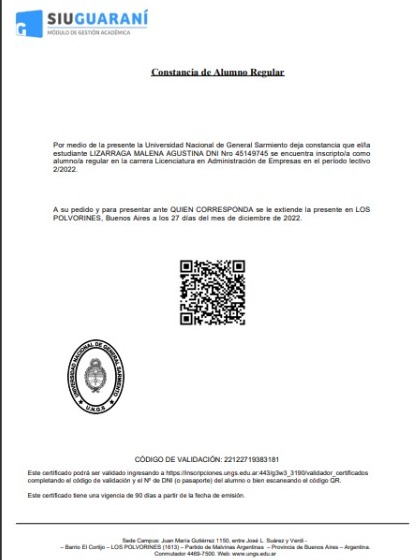 SIUGUARANÍ
MÓDULO DE GESTIÓN ACADÉMICA
Constancia de Alumno Regular
Por medio de la presente la Universidad Nacional de General Sarmiento deja constancia que el/la
estudiante LIZARRAGA MALENA AGUSTINA DNI Nro 45149745 se encuentra inscripto/a como
alumno/a regular en la carrera Licenciatura en Administración de Empresas en el período lectivo
2/2022.
A su pedido y para presentar ante QUIEN CORRESPONDA se le extiende la presente en LOS
POLVORINES, Buenos Aires a los 27 días del mes de diciembre de 2022.
UNIVERSIDAD NACIONAL DE GENERAL SARMIENTO
U.N.G.S
CÓDIGO DE VALIDACIÓN: 22122719383181
Este certificado podrá ser validado ingresando a https://inscripciones.ungs.edu.ar:443/g3w3_3190/validador_certificados
completando el código de validación y el Nº de DNI (o pasaporte) del alumno o bien escaneando el código QR.
Este certificado tiene una vigencia de 90 días a partir de la fecha de emisión.
Sede Campus: Juan María Gutiérrez 1150, entre José L. Suárez y Verdi -
– Barrio El Cortijo – LOS POLVORINES (1613) – Partido de Malvinas Argentinas – Provincia de Buenos Aires – Argentina.
Conmutador 4469-7500. Web: www.ungs.edu.ar